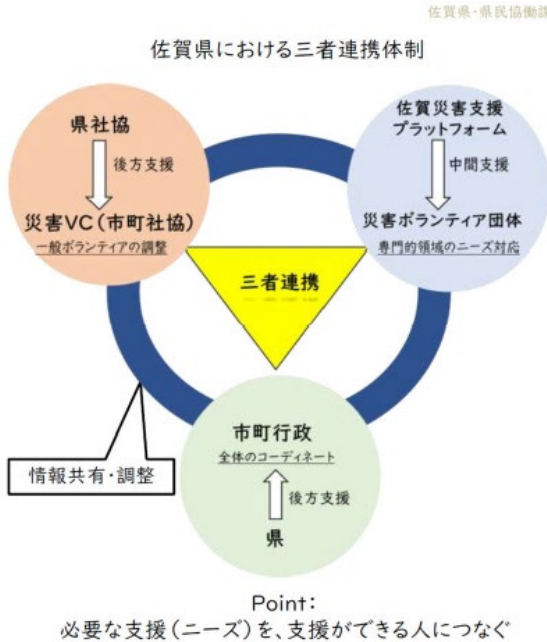 佐賀県・県民協働課
佐賀県における三者連携体制
県社協
後方支援
災害VC(市町社協)
一般ボランティアの調整
佐賀災害支援
プラットフォーム
中間支援
災害ボランティア団体
専門的領域のニーズ対応
三者連携
市町行政
全体のコーディネート
後方支援
県
情報共有・調整
Point:
必要な支援(ニーズ)を、支援ができる人につなぐ